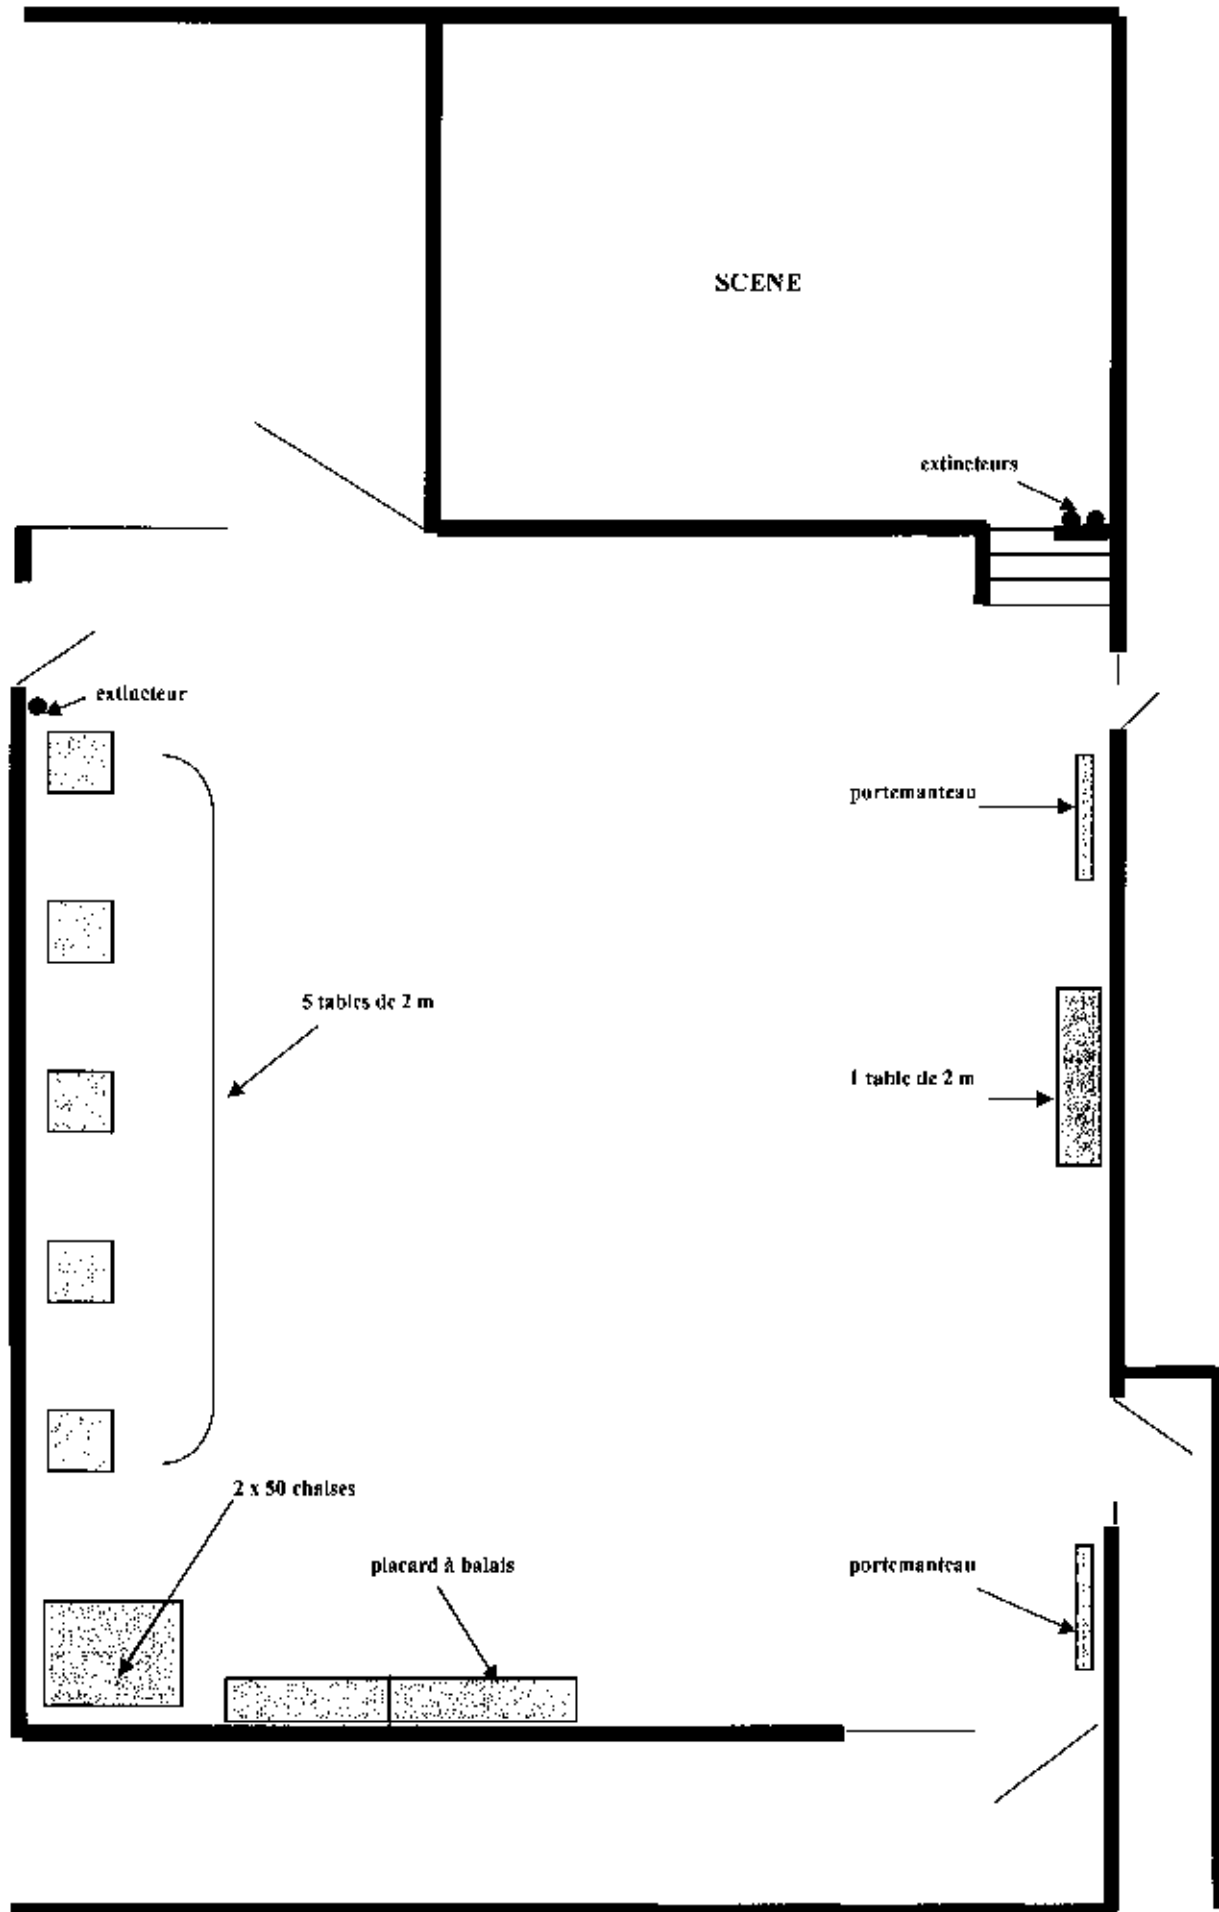 SCENE
extincteurs
extincteur
portemanteau
5 tables de 2 m
1 table de 2 m
2 x 50 chaises
placard à balais
portemanteau